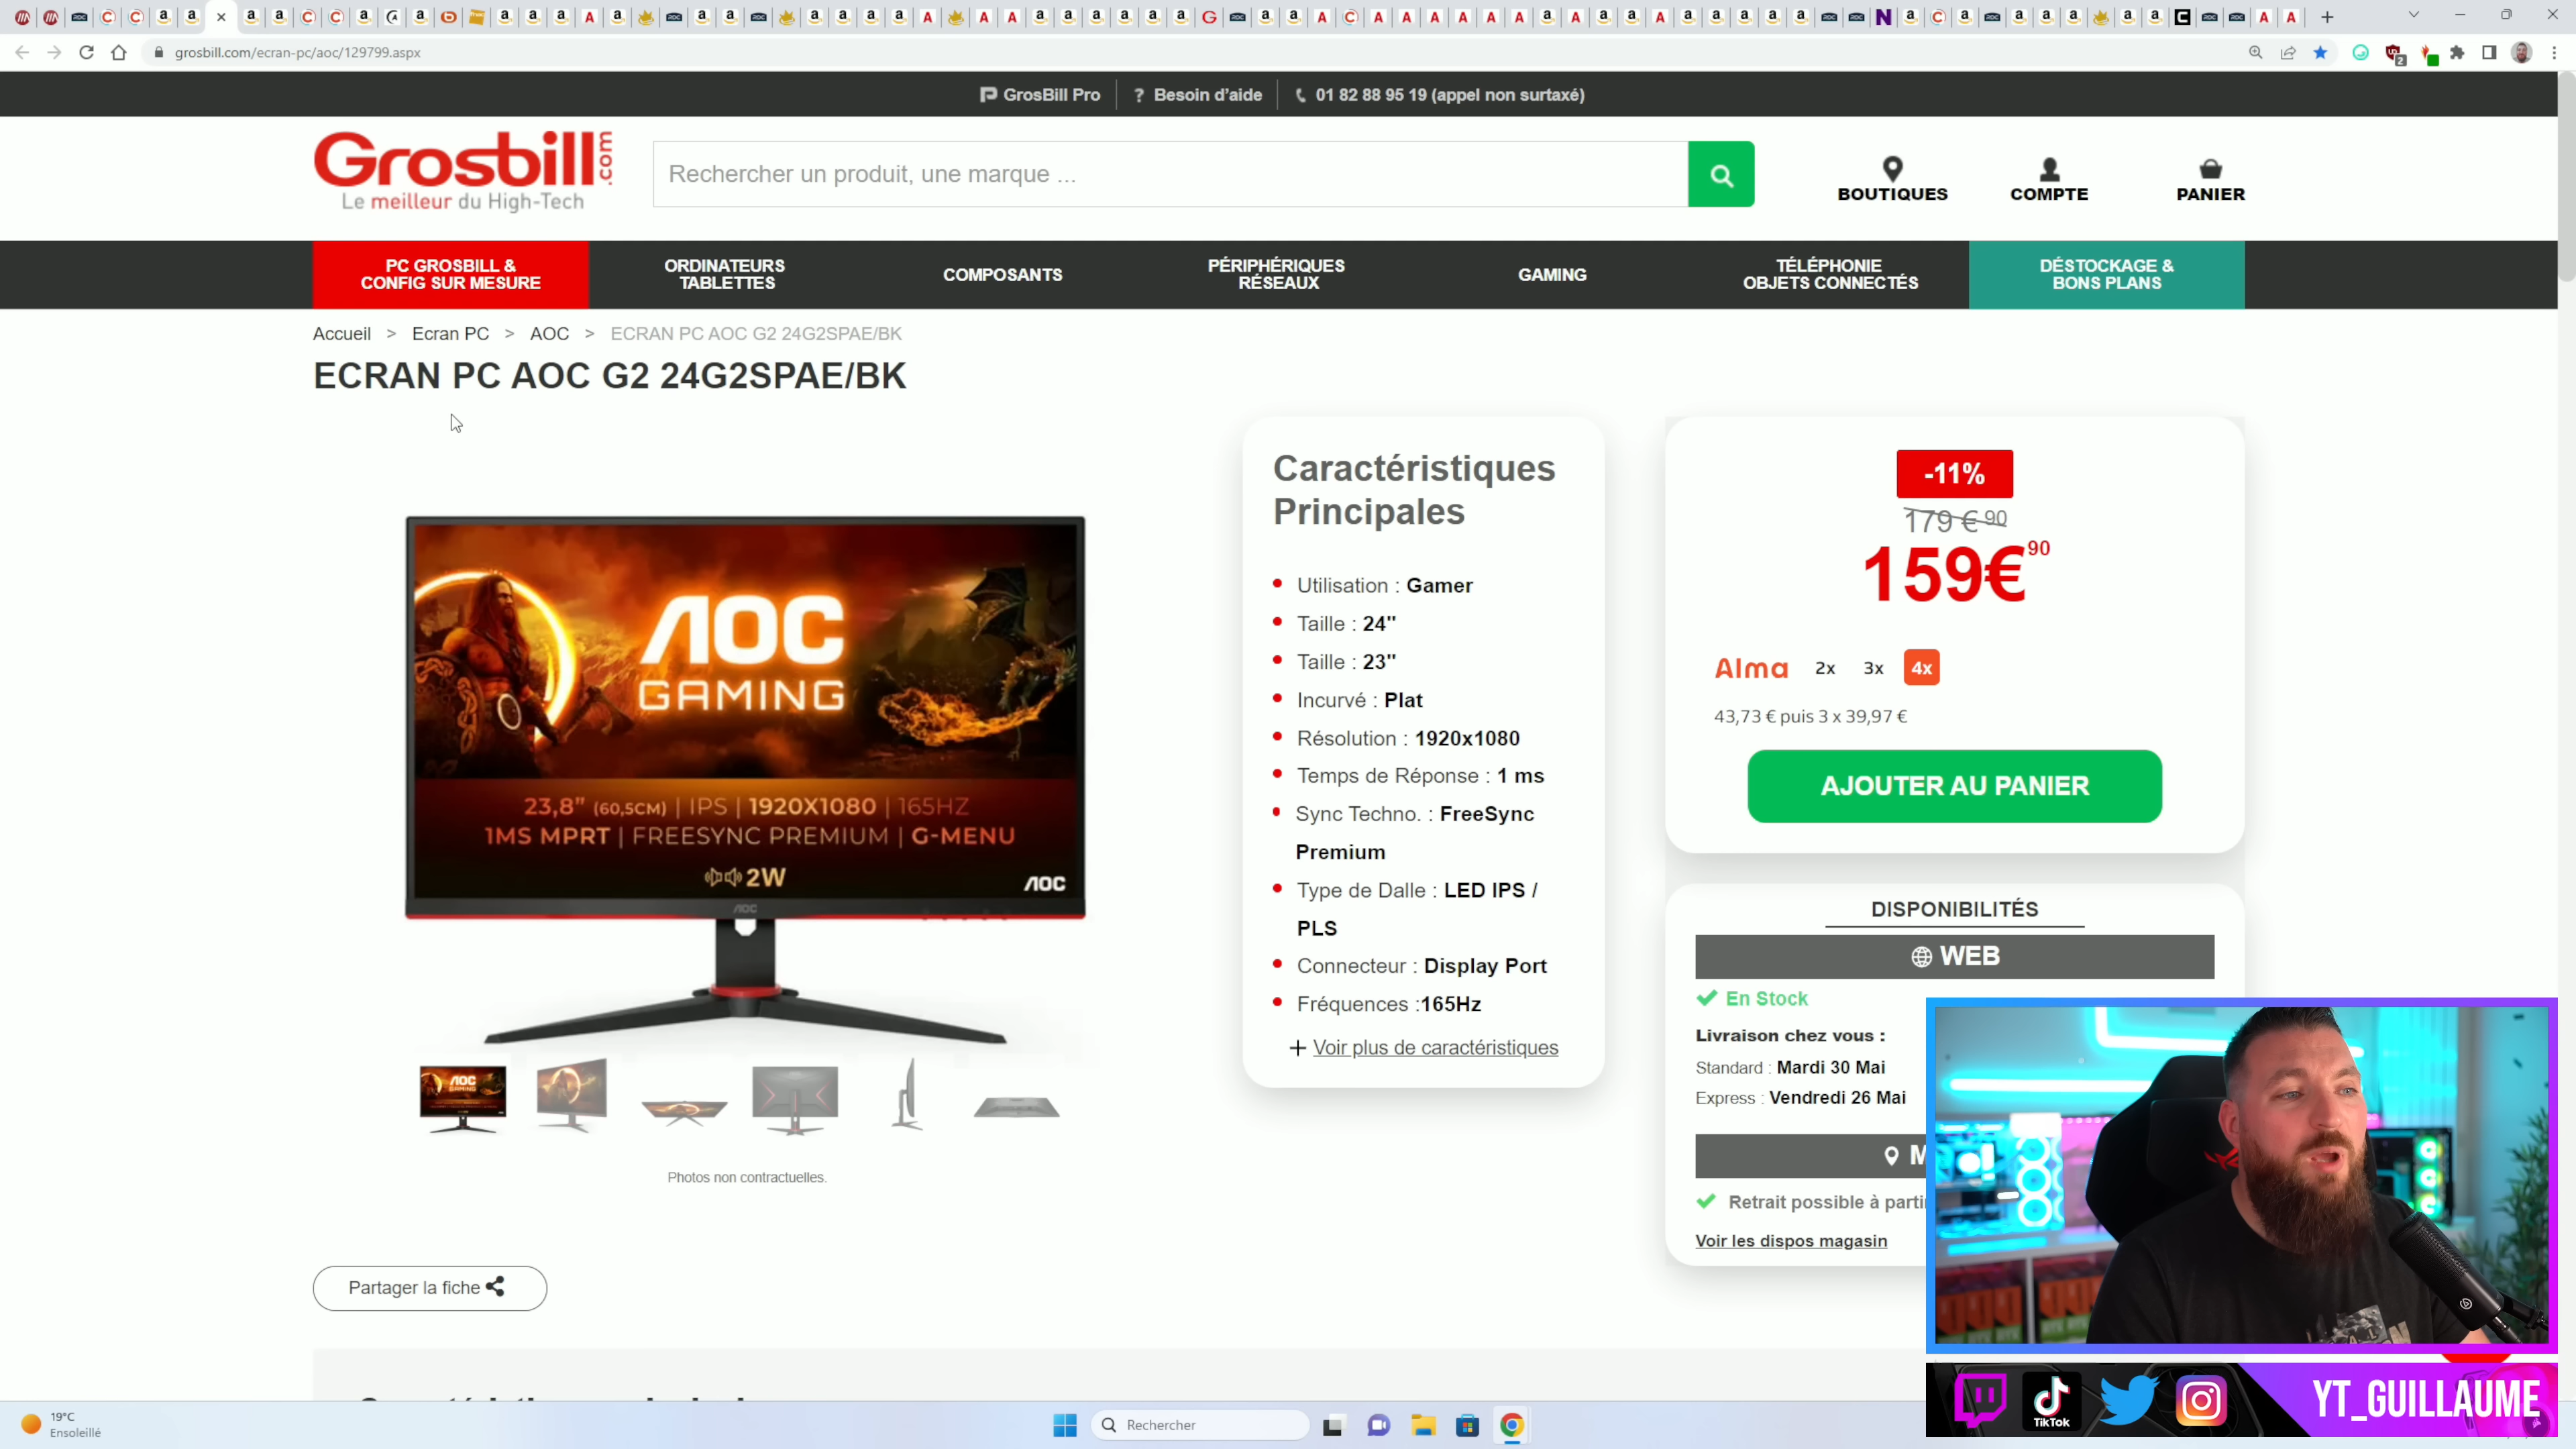 grosbill.com/ecran-pc/aoc/129799.aspx
2
GrosBill Pro
? Besoin d'aide
01 82 88 95 19 (appel non surtaxé)
Grosbill.com
Le meilleur du High-Tech
Rechercher un produit, une marque ...
BOUTIQUES
COMPTE
PANIER
PC GROSBILL &
CONFIG SUR MESURE
ORDINATEURS
TABLETTES
COMPOSANTS
PÉRIPHÉRIQUES
RÉSEAUX
GAMING
TÉLÉPHONIE
OBJETS CONNECTÉS
DÉSTOCKAGE &
BONS PLANS
Accueil > Ecran PC > AOC > ECRAN PC AOC G2 24G2SPAE/BK
ECRAN PC AOC G2 24G2SPAE/BK
AOC
GAMING
23,8" (60,5CM) | IPS | 1920X1080 | 165HZ
1MS MPRT | FREESYNC PREMIUM | G-MENU
2W
AOC
AOC
Photos non contractuelles.
Partager la fiche
Caractéristiques
Principales
Utilisation : Gamer
Taille : 24"
Taille : 23"
Incurvé : Plat
Résolution : 1920x1080
Temps de Réponse : 1 ms
Sync Techno. : FreeSync
Premium
Type de Dalle : LED IPS /
PLS
Connecteur : Display Port
Fréquences :165Hz
+ Voir plus de caractéristiques
-11%
179 € 90
159€90
Alma 2x 3x 4x
43,73 € puis 3 x 39,97 €
AJOUTER AU PANIER
DISPONIBILITÉS
WEB
En Stock
Livraison chez vous :
Standard : Mardi 30 Mai
Express : Vendredi 26 Mai
M
Retrait possible à parti
Voir les dispos magasin
TikTok
YT_GUILLAUME
19°C
Ensoleillé
Rechercher